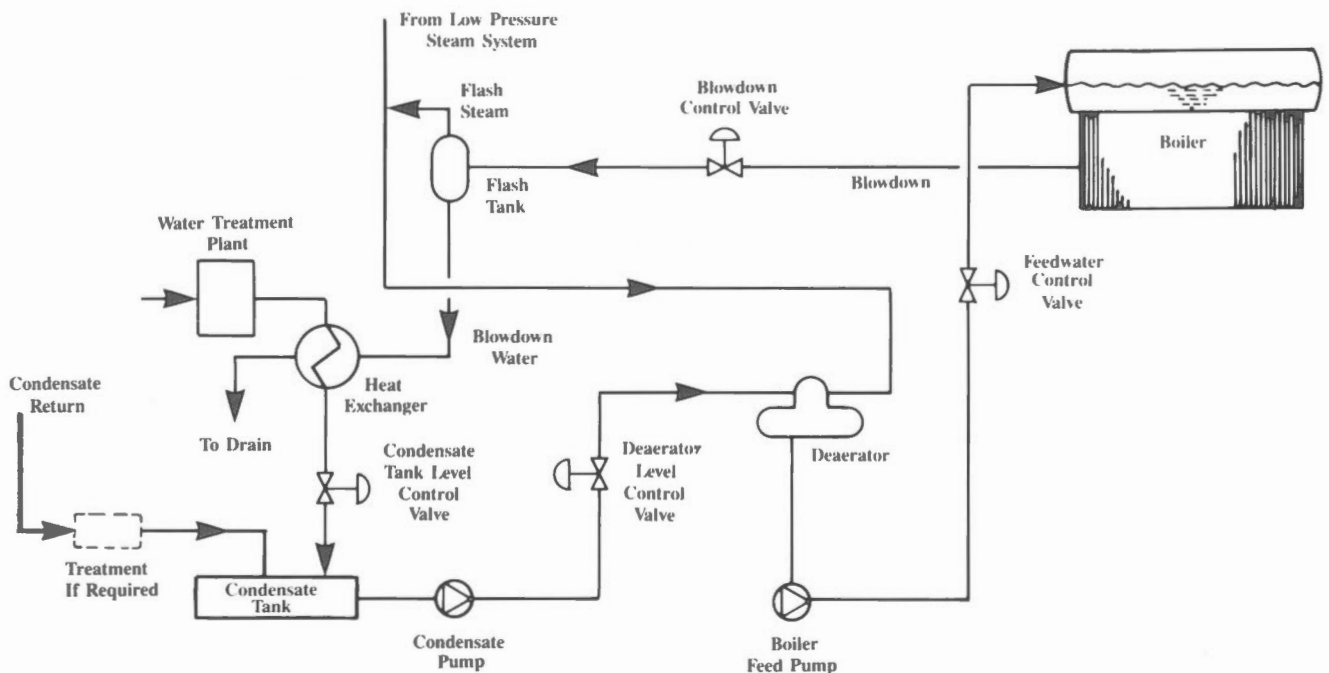 From Low Pressure
Steam System
Flash
Steam
Blowdown
Control Valve
Boiler
Flash
Tank
Blowdown
Water Treatment
Plant
Feedwater
Control
Valve
Blowdown
Water
Condensate
Return
Heat
Exchanger
To Drain
Condensate
Tank Level
Control
Valve
Deaerator
Level
Control
Valve
Deaerator
Treatment
If Required
Condensate
Tank
Condensate
Pump
Boiler
Feed Pump